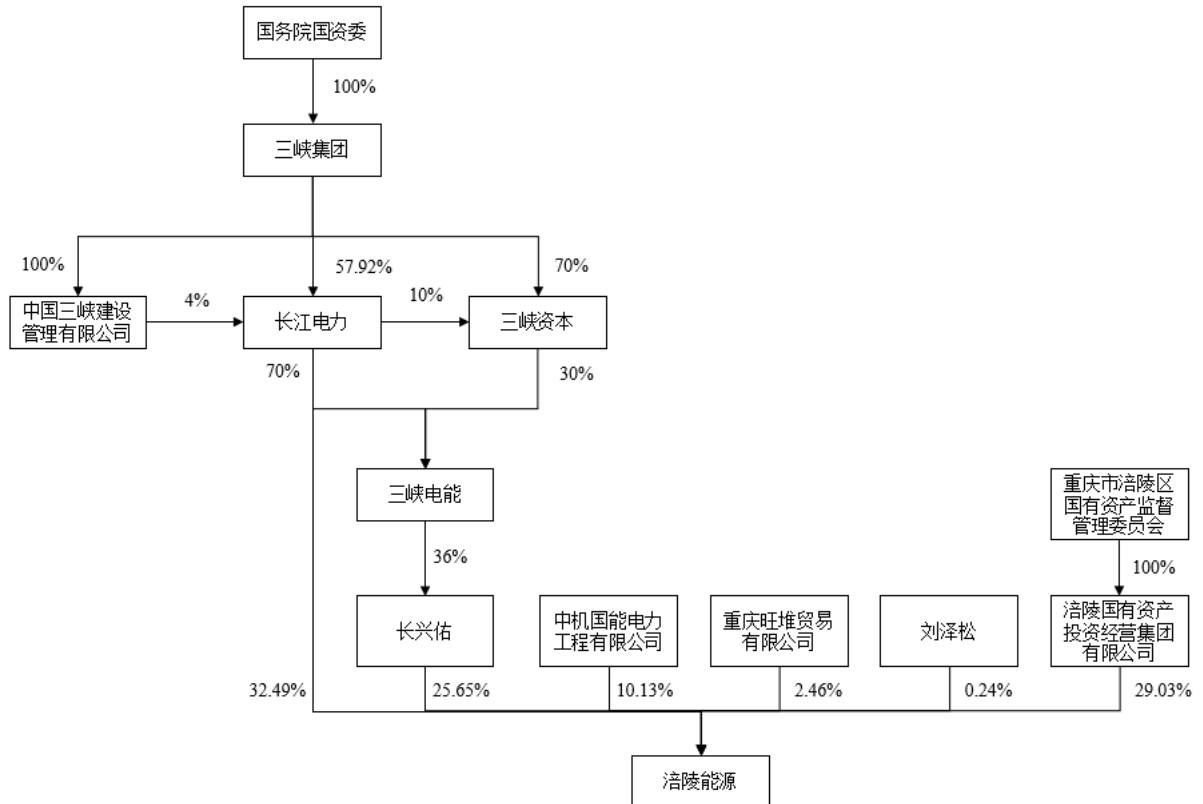 国务院国资委
100%
三峡集团
100%
57.92%
70%
中国三峡建设
管理有限公司
4%
长江电力
10%
三峡资本
70%
30%
三峡电能
重庆市涪陵区
国有资产监督
管理委员会
36%
100%
长兴佑
中机国能电力
工程有限公司
重庆旺堆贸易
有限公司
刘泽松
涪陵国有资产
投资经营集团
有限公司
32.49%
25.65%
10.13%
2.46%
0.24%
29.03%
涪陵能源